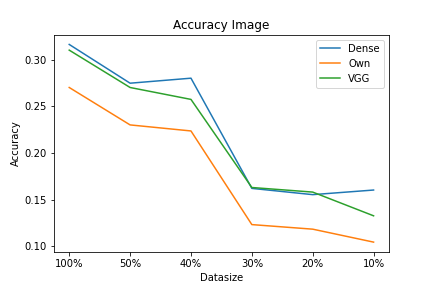 Accuracy Image
Dense
Own
VGG
Accuracy
0.30
0.25
0.20
0.15
0.10
100% 50% 40% 30% 20% 10%
Datasize